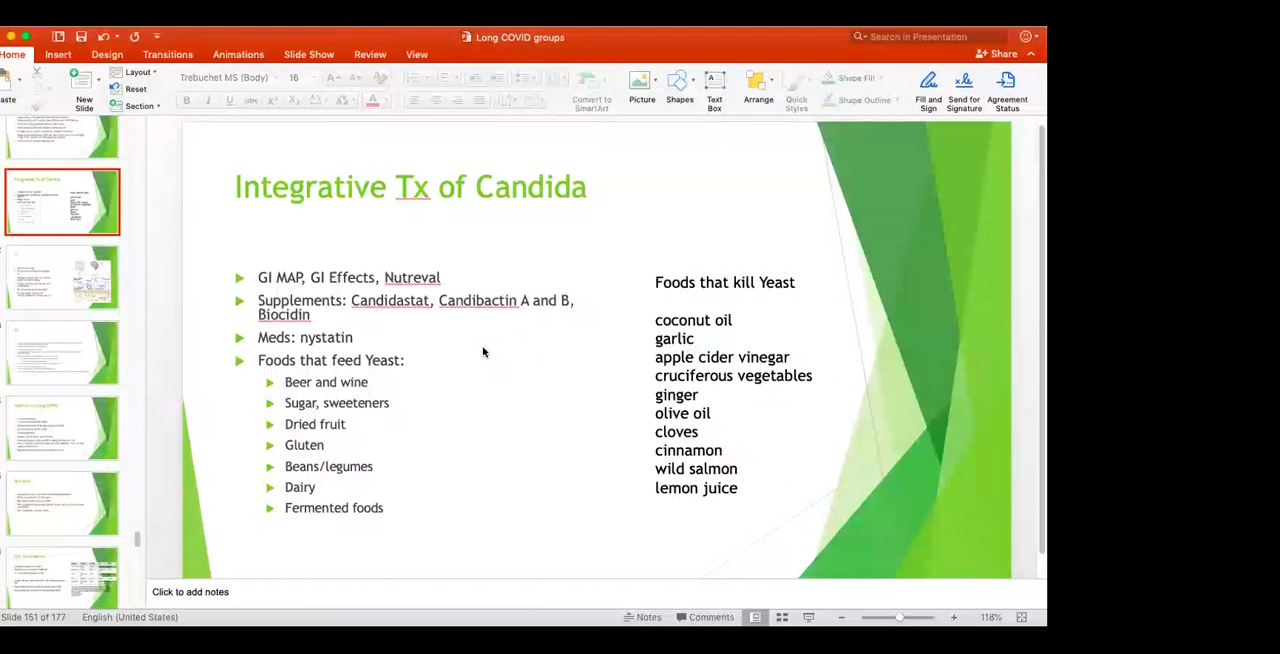 Long COVID groups
Search in Presentation
Home Insert Design Transitions Animations Slide Show Review View
Share
New
Slide
Layout
Reset
Section
Trebuchet MS (Body) 16
Convert to
SmartArt
Picture
Shapes
Text
Box
Arrange
Quick
Styles
Shape Fill
Shape Outline
Fill and
Sign
Send for
Signature
Agreement
Status
Integrative Tx of Candida
GI MAP, GI Effects, Nutreval
Supplements: Candidastat, Candibactin A and B,
Biocidin
Meds: nystatin
Foods that feed Yeast:
Beer and wine
Sugar, sweeteners
Dried fruit
Gluten
Beans/legumes
Dairy
Fermented foods
Foods that kill Yeast
coconut oil
garlic
apple cider vinegar
cruciferous vegetables
ginger
olive oil
cloves
cinnamon
wild salmon
lemon juice
Click to add notes
Slide 151 of 177 English (United States)
Notes Comments
118%